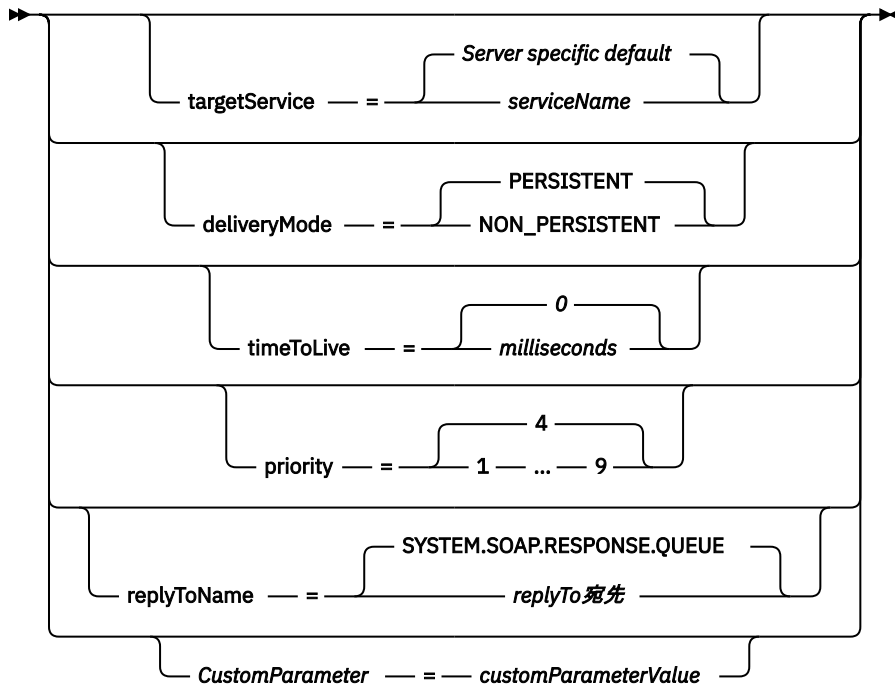 Server specific default
targetService = serviceName
PERSISTENT
deliveryMode = NON_PERSISTENT
0
timeToLive = milliseconds
4
priority = 1 ... 9
SYSTEM.SOAP.RESPONSE.QUEUE
replyToName = replyTo宛先
CustomParameter = customParameterValue